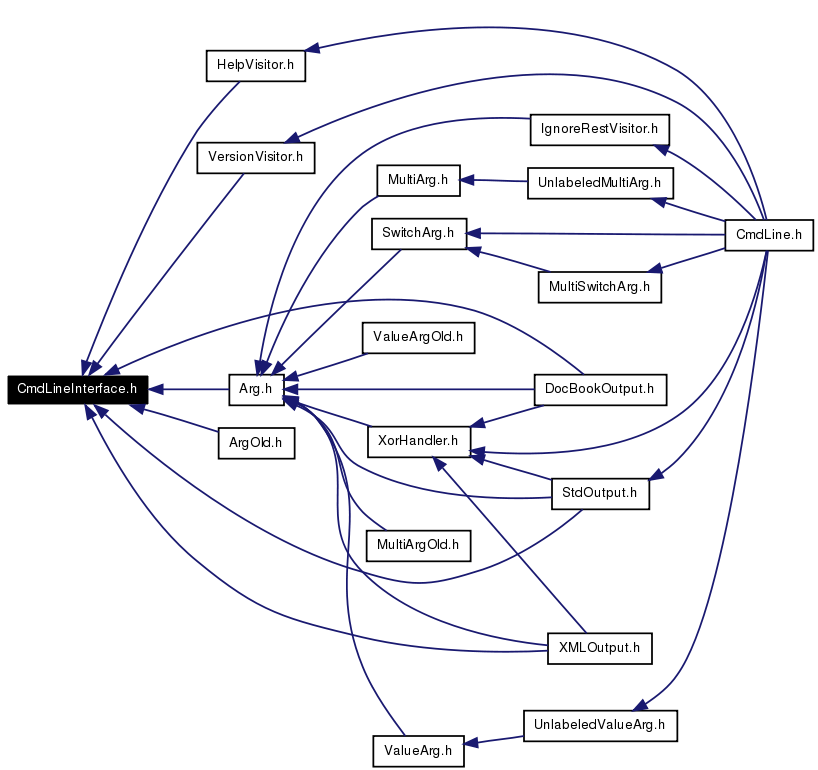 HelpVisitor.h
IgnoreRestVisitor.h
VersionVisitor.h
MultiArg.h
UnlabeledMultiArg.h
SwitchArg.h
CmdLine.h
MultiSwitchArg.h
ValueArgOld.h
CmdLineInterface.h
Arg.h
DocBookOutput.h
ArgOld.h
XorHandler.h
StdOutput.h
MultiArgOld.h
XMLOutput.h
UnlabeledValueArg.h
ValueArg.h